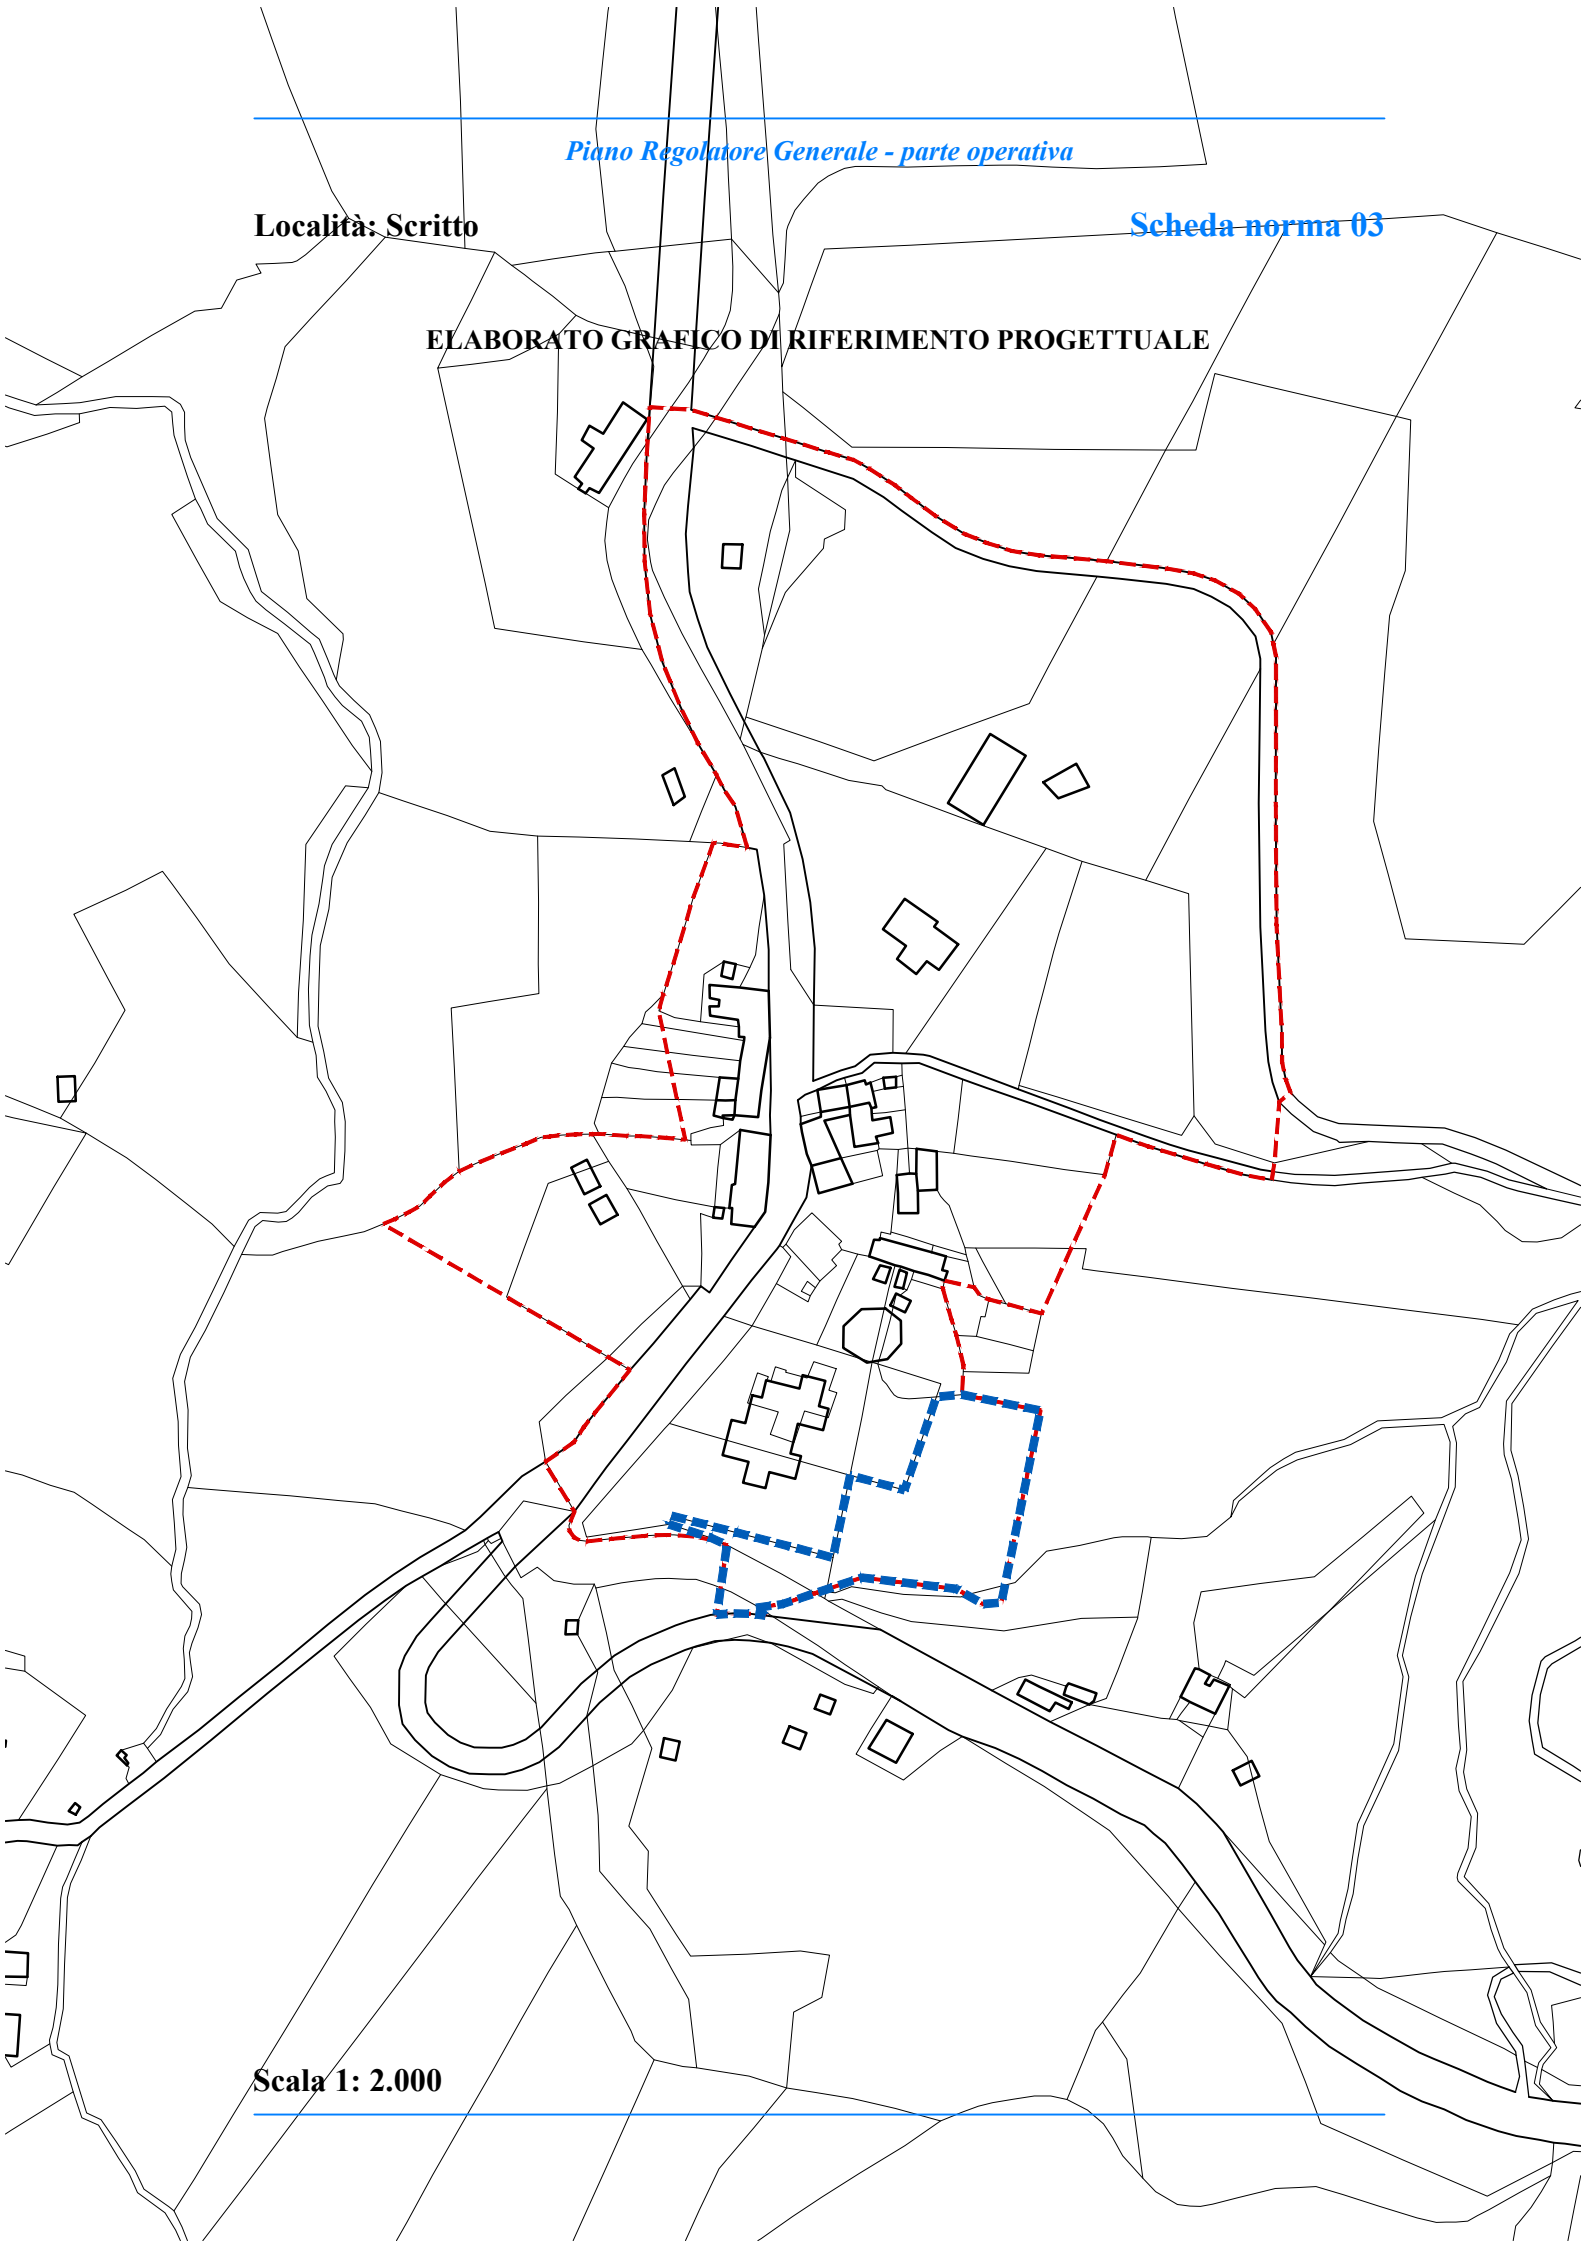 Piano Regolatore Generale - parte operativa
Località: Scritto
Scheda norma 03
ELABORATO GRAFICO DI RIFERIMENTO PROGETTUALE
Scala 1: 2.000